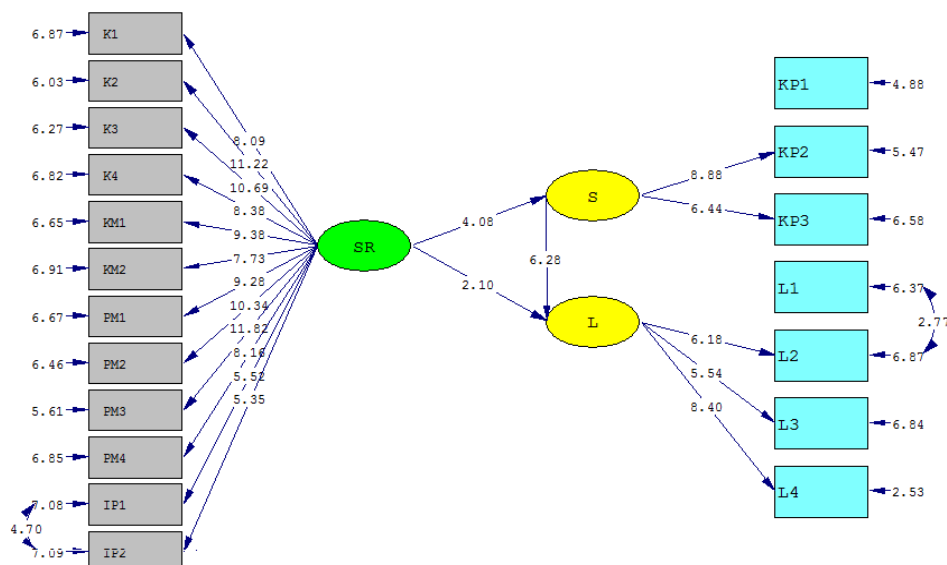 6.87 K1
6.03 K2
6.27 K3
6.82 K4
6.65 KM1
6.91 KM2
6.67 PM1
6.46 PM2
5.61 PM3
6.85 PM4
7.08 IP1
4.70
7.09 IP2
8.09
11.22
10.69
8.38
9.38
7.73
9.28
10.34
11.82
8.16
5.52
5.35
SR
4.08
2.10
S
6.28
L
8.88
6.44
6.18
5.54
8.40
KP1 4.88
KP2 5.47
KP3 6.58
L1 6.37
2.77
L2 6.87
L3 6.84
L4 2.53